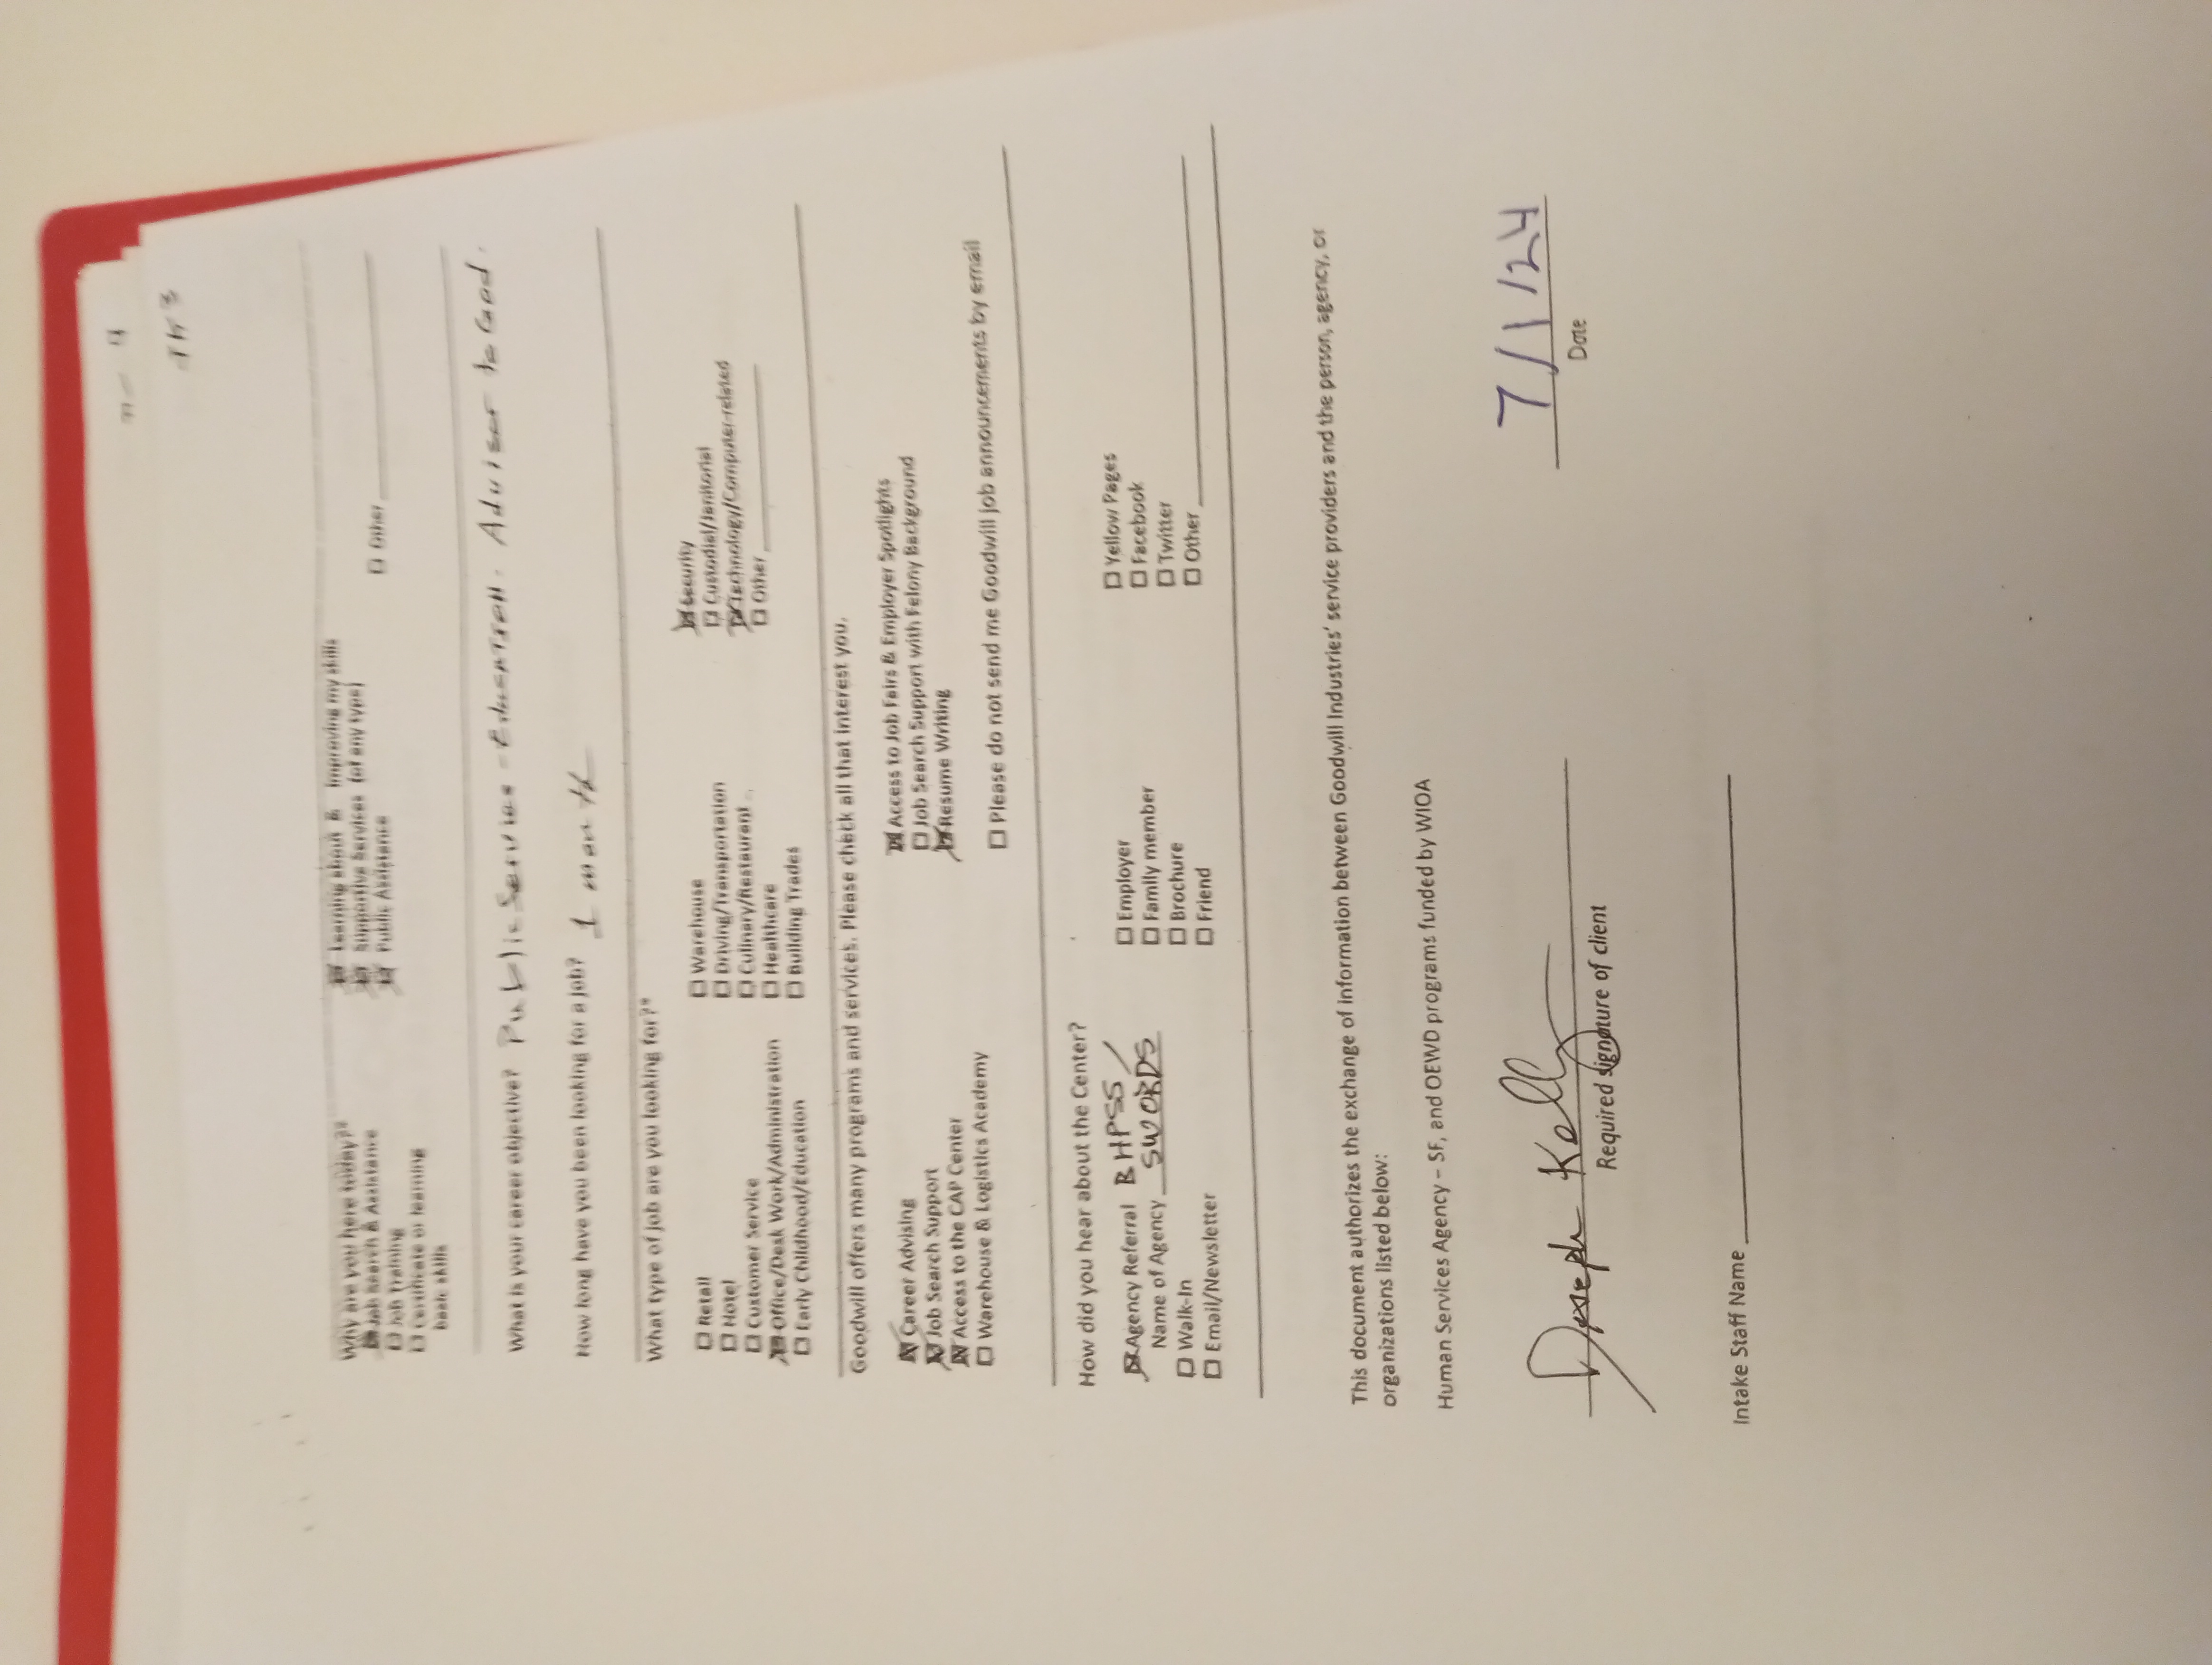 Why are you here today?*
☒ Job Search & Assistance
☐ Job Training
☐ Certificate or learning
basic skills
☒ Learning about & improving my skills
☒ Supportive Services (of any type)
☒ Public Assistance
☐ Other
What is your career objective? Public Service - Education. Advisor to God.
How long have you been looking for a job? 1 month
What type of job are you looking for?*
☐ Retail
☐ Hotel
☐ Customer Service
☒ Office/Desk Work/Administration
☐ Early Childhood/Education
☐ Warehouse
☐ Driving/Transportation
☐ Culinary/Restaurant
☐ Healthcare
☐ Building Trades
☒ Security
☐ Custodial/Janitorial
☒ Technology/Computer-related
☐ Other
Goodwill offers many programs and services. Please check all that interest you.
☒ Career Advising
☒ Job Search Support
☒ Access to the CAP Center
☐ Warehouse & Logistics Academy
☒ Access to Job Fairs & Employer Spotlights
☐ Job Search Support with Felony Background
☒ Resume Writing
☐ Please do not send me Goodwill job announcements by email
How did you hear about the Center?
☒ Agency Referral BHPSS /
Name of Agency SWORDS
☐ Walk-In
☐ Email/Newsletter
☐ Employer
☐ Family member
☐ Brochure
☐ Friend
☐ Yellow Pages
☐ Facebook
☐ Twitter
☐ Other
This document authorizes the exchange of information between Goodwill Industries' service providers and the person, agency, or
organizations listed below:
Human Services Agency – SF, and OEWD programs funded by WIOA
Joseph Kelly
Required signature of client
7/1/24
Date
Intake Staff Name